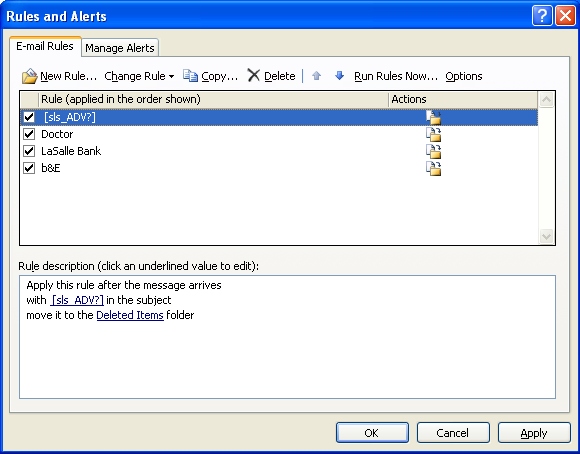 Rules and Alerts
E-mail Rules Manage Alerts
New Rule... Change Rule Copy... Delete Run Rules Now... Options
Rule (applied in the order shown) Actions
[sls_ADV?]
Doctor
LaSalle Bank
b&E
Rule description (click an underlined value to edit):
Apply this rule after the message arrives
with [sls_ADV?] in the subject
move it to the Deleted Items folder
OK Cancel Apply